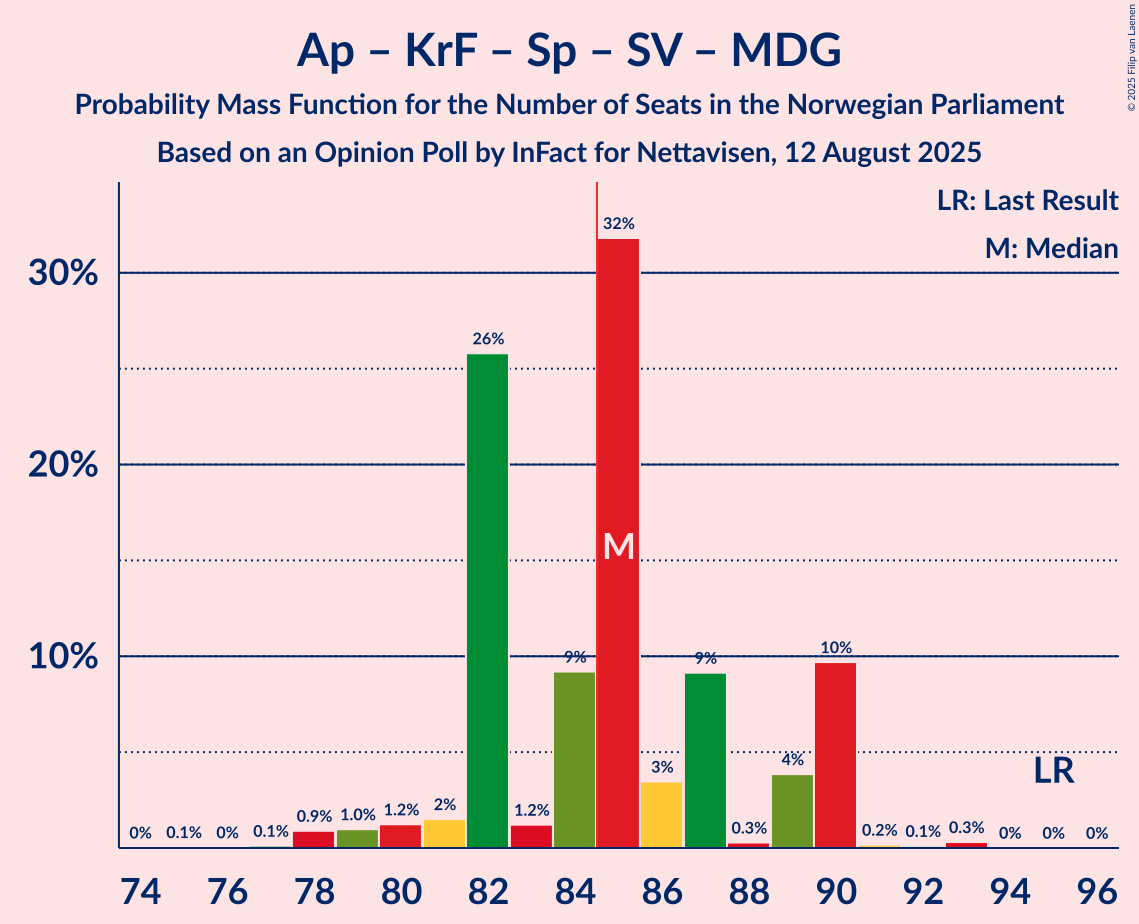 Ap – KrF – Sp – SV – MDG
Probability Mass Function for the Number of Seats in the Norwegian Parliament
Based on an Opinion Poll by InFact for Nettavisen, 12 August 2025
© 2025 Filip van Laenen
LR: Last Result
M: Median
30%
20%
10%
0% 0.1% 0% 0.1% 0.9% 1.0% 1.2% 2% 26% 1.2% 9% 32% 3% 9% 0.3% 4% 10% 0.2% 0.1% 0.3% 0% 0% 0%
M
LR
74 76 78 80 82 84 86 88 90 92 94 96